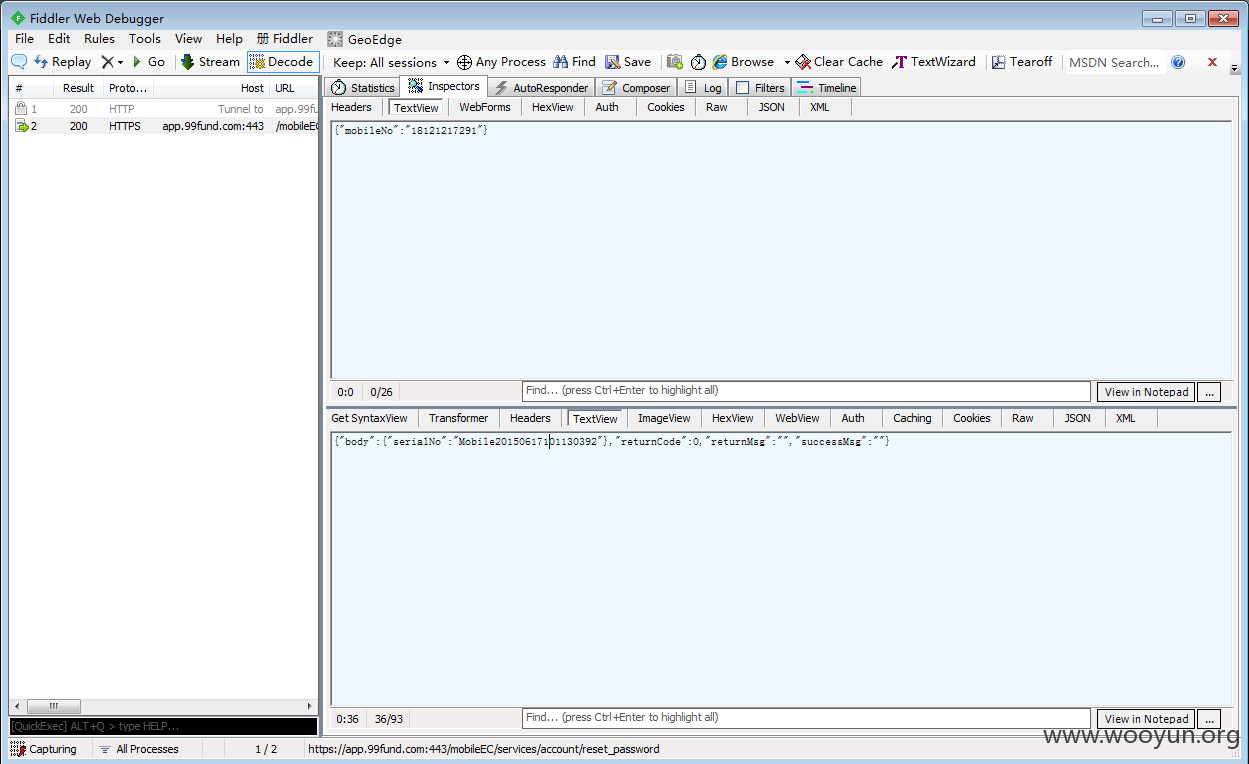 Fiddler Web Debugger
File Edit Rules Tools View Help Fiddler GeoEdge
Replay Go Stream Decode Keep: All sessions Any Process Find Save Browse Clear Cache TextWizard Tearoff MSDN Search...
# Result Proto... Host URL
1 200 HTTP Tunnel to app.99fu
2 200 HTTPS app.99fund.com:443 /mobileEC
Statistics Inspectors AutoResponder Composer Log Filters Timeline
Headers TextView WebForms HexView Auth Cookies Raw JSON XML
{"mobileNo":"18121217291"}
0:0 0/26 Find... (press Ctrl+Enter to highlight all) View in Notepad ...
Get SyntaxView Transformer Headers TextView ImageView HexView WebView Auth Caching Cookies Raw JSON XML
{"body":{"serialNo":"Mobile20150617101130392"},"returnCode":0,"returnMsg":"","successMsg":""}
0:36 36/93 Find... (press Ctrl+Enter to highlight all) View in Notepad ...
[QuickExec] ALT+Q > type HELP...
Capturing All Processes 1 / 2 https://app.99fund.com:443/mobileEC/services/account/reset_password
www.wooyun.org